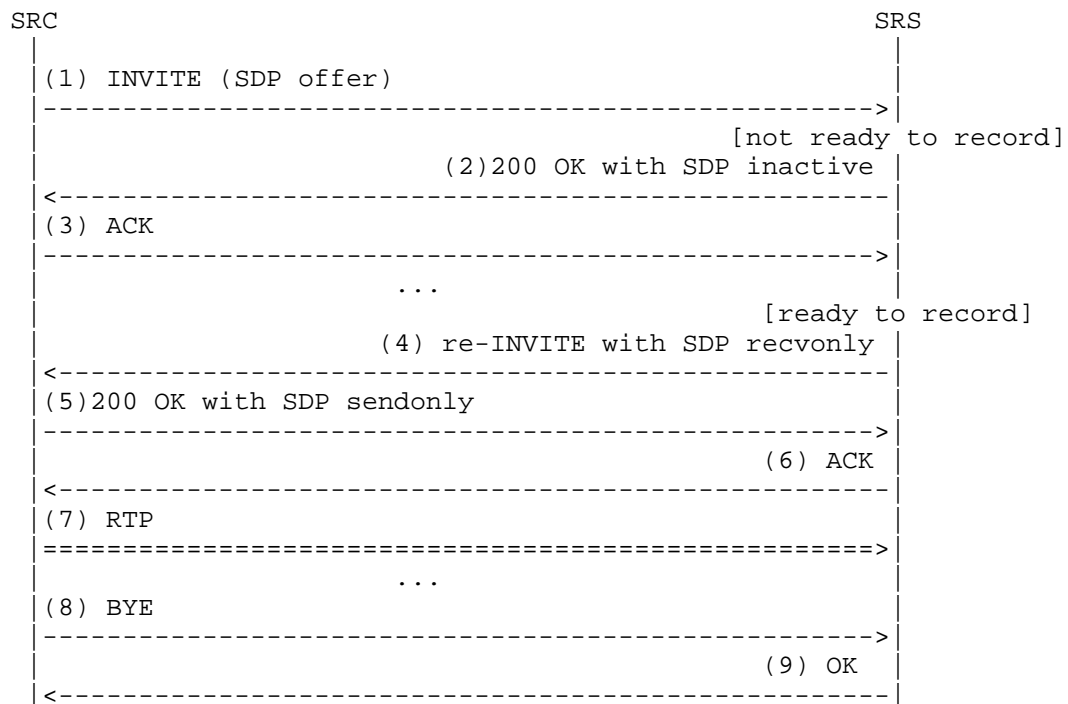 SRC SRS
(1) INVITE (SDP offer)
[not ready to record]
(2)200 OK with SDP inactive
(3) ACK
...
[ready to record]
(4) re-INVITE with SDP recvonly
(5)200 OK with SDP sendonly
(6) ACK
(7) RTP
...
(8) BYE
(9) OK